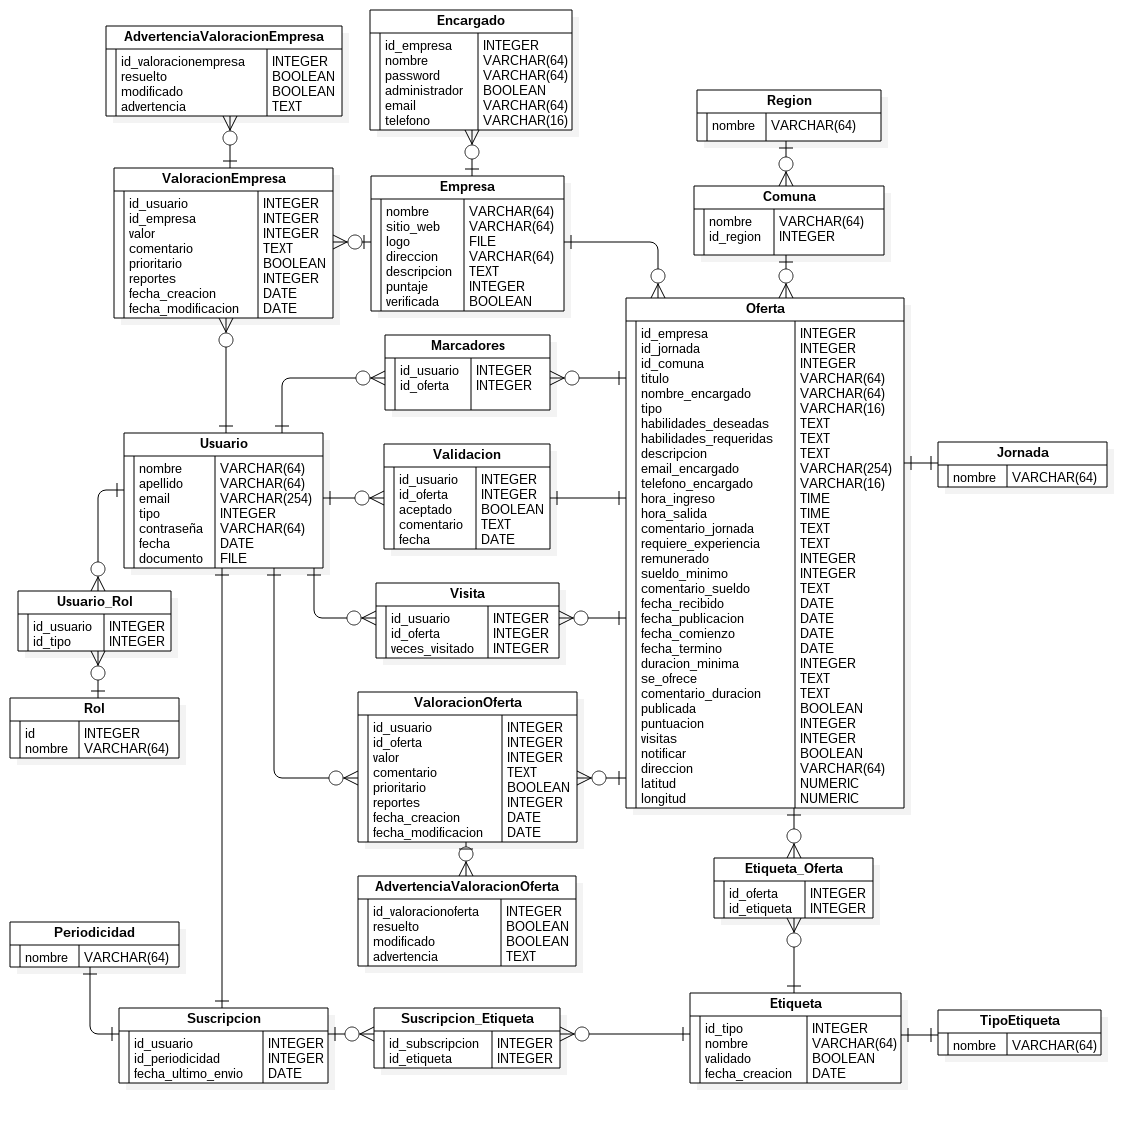 AdvertenciaValoracionEmpresa
id_valoracionempresa INTEGER
resuelto BOOLEAN
modificado BOOLEAN
advertencia TEXT
Encargado
id_empresa INTEGER
nombre VARCHAR(64)
password VARCHAR(64)
administrador BOOLEAN
email VARCHAR(64)
telefono VARCHAR(16)
Region
nombre VARCHAR(64)
ValoracionEmpresa
id_usuario INTEGER
id_empresa INTEGER
valor INTEGER
comentario TEXT
prioritario BOOLEAN
reportes INTEGER
fecha_creacion DATE
fecha_modificacion DATE
Empresa
nombre VARCHAR(64)
sitio_web VARCHAR(64)
logo FILE
direccion VARCHAR(64)
descripcion TEXT
puntaje INTEGER
verificada BOOLEAN
Comuna
nombre VARCHAR(64)
id_region INTEGER
Oferta
id_empresa INTEGER
id_jornada INTEGER
id_comuna INTEGER
titulo VARCHAR(64)
nombre_encargado VARCHAR(64)
tipo VARCHAR(16)
habilidades_deseadas TEXT
habilidades_requeridas TEXT
descripcion TEXT
email_encargado VARCHAR(254)
telefono_encargado VARCHAR(16)
hora_ingreso TIME
hora_salida TIME
comentario_jornada TEXT
requiere_experiencia TEXT
remunerado INTEGER
sueldo_minimo INTEGER
comentario_sueldo TEXT
fecha_recibido DATE
fecha_publicacion DATE
fecha_comienzo DATE
fecha_termino DATE
duracion_minima INTEGER
se_ofrece TEXT
comentario_duracion TEXT
publicada BOOLEAN
puntuacion INTEGER
visitas INTEGER
notificar BOOLEAN
direccion VARCHAR(64)
latitud NUMERIC
longitud NUMERIC
Marcadores
id_usuario INTEGER
id_oferta INTEGER
Usuario
nombre VARCHAR(64)
apellido VARCHAR(64)
email VARCHAR(254)
tipo INTEGER
contraseña VARCHAR(64)
fecha DATE
documento FILE
Validacion
id_usuario INTEGER
id_oferta INTEGER
aceptado BOOLEAN
comentario TEXT
fecha DATE
Jornada
nombre VARCHAR(64)
Usuario_Rol
id_usuario INTEGER
id_tipo INTEGER
Visita
id_usuario INTEGER
id_oferta INTEGER
veces_visitado INTEGER
Rol
id INTEGER
nombre VARCHAR(64)
ValoracionOferta
id_usuario INTEGER
id_oferta INTEGER
valor INTEGER
comentario TEXT
prioritario BOOLEAN
reportes INTEGER
fecha_creacion DATE
fecha_modificacion DATE
AdvertenciaValoracionOferta
id_valoracionoferta INTEGER
resuelto BOOLEAN
modificado BOOLEAN
advertencia TEXT
Etiqueta_Oferta
id_oferta INTEGER
id_etiqueta INTEGER
Periodicidad
nombre VARCHAR(64)
Suscripcion
id_usuario INTEGER
id_periodicidad INTEGER
fecha_ultimo_envio DATE
Suscripcion_Etiqueta
id_subscripcion INTEGER
id_etiqueta INTEGER
Etiqueta
id_tipo INTEGER
nombre VARCHAR(64)
validado BOOLEAN
fecha_creacion DATE
TipoEtiqueta
nombre VARCHAR(64)